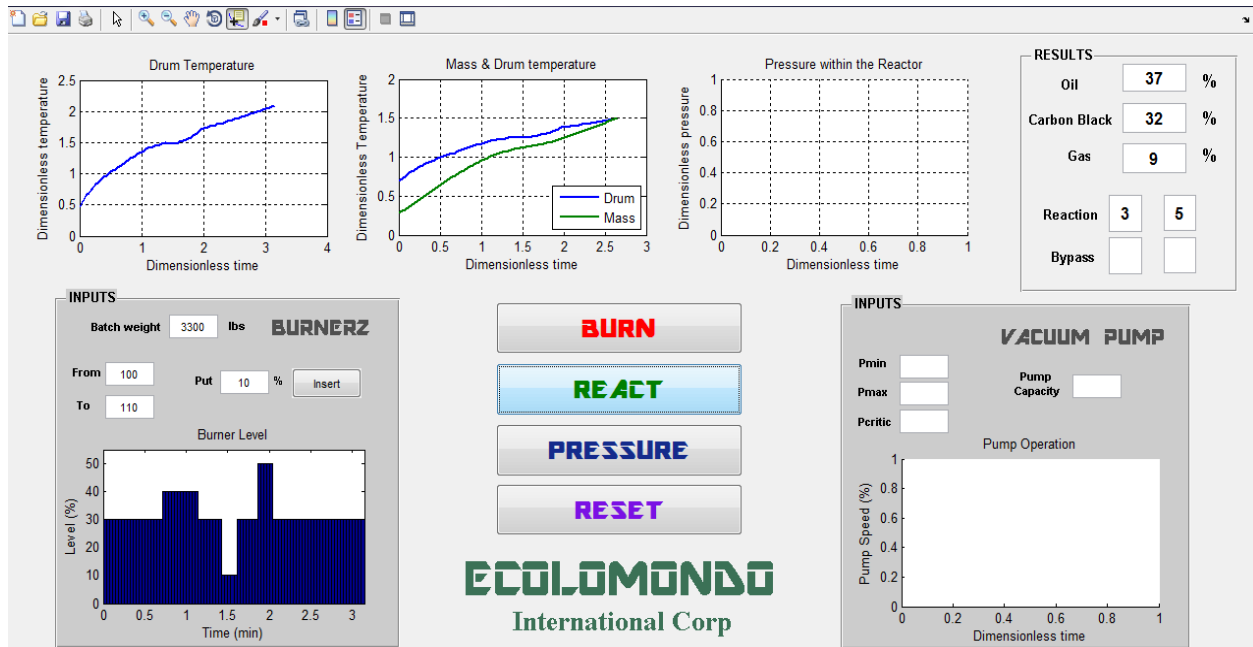 Drum Temperature
Dimensionless temperature
2.5
2
1.5
1
0.5
0
0 1 2 3 4
Dimensionless time
Mass & Drum temperature
Dimensionless Temperature
2
1.5
1
0.5
0
Drum
Mass
0 0.5 1 1.5 2 2.5 3
Dimensionless time
Pressure within the Reactor
Dimensionless pressure
1
0.8
0.6
0.4
0.2
0
0 0.2 0.4 0.6 0.8 1
Dimensionless time
RESULTS
Oil 37 %
Carbon Black 32 %
Gas 9 %
Reaction 3 5
Bypass
INPUTS
Batch weight 3300 lbs BURNERZ
From 100
Put 10 % Insert
To 110
Burner Level
Level (%)
50
40
30
20
10
0
0 0.5 1 1.5 2 2.5 3
Time (min)
BURN
REACT
PRESSURE
RESET
ECOLOMONDO
International Corp
INPUTS
VACUUM PUMP
Pmin
Pmax
Pcritic
Pump
Capacity
Pump Operation
Pump Speed (%)
1
0.8
0.6
0.4
0.2
0
0 0.2 0.4 0.6 0.8 1
Dimensionless time